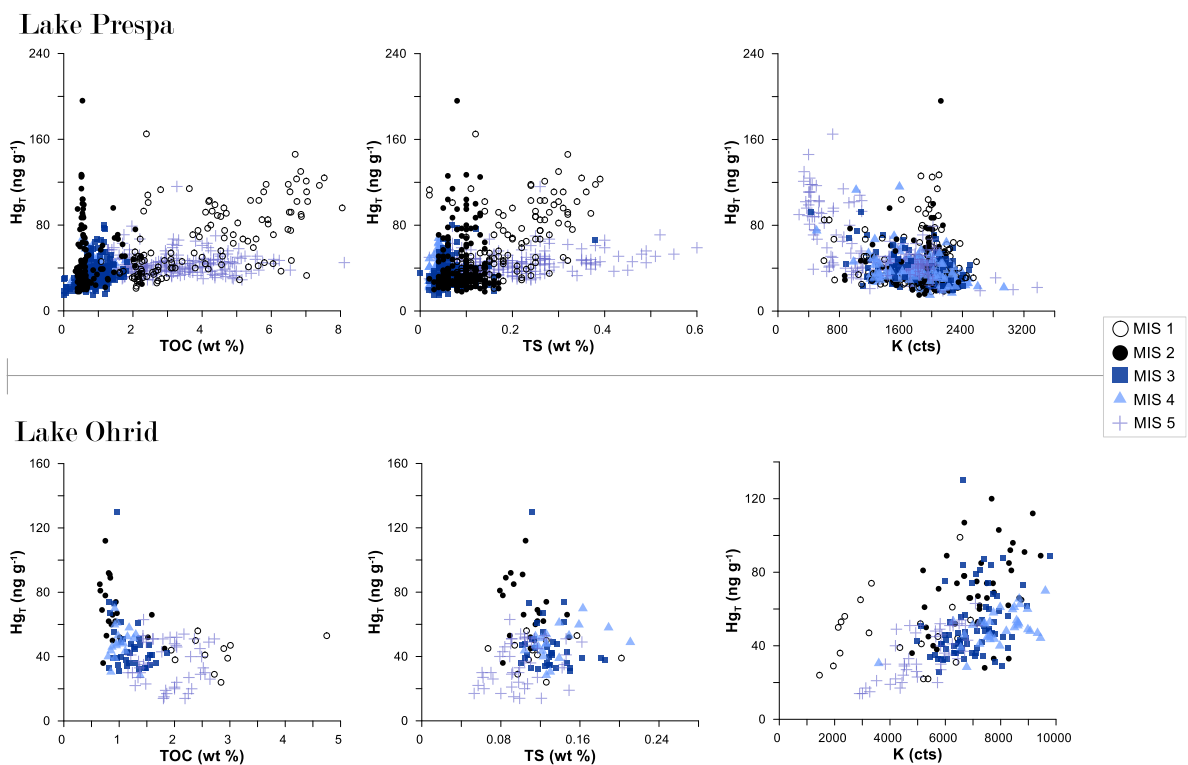 Lake Prespa
240
160
80
0
Hg_T (ng g⁻¹)
0 2 4 6 8
TOC (wt %)
240
160
80
0
Hg_T (ng g⁻¹)
0 0.2 0.4 0.6
TS (wt %)
240
160
80
0
Hg_T (ng g⁻¹)
0 800 1600 2400 3200
K (cts)
MIS 1
MIS 2
MIS 3
MIS 4
MIS 5
Lake Ohrid
160
120
80
40
0
Hg_T (ng g⁻¹)
0 1 2 3 4 5
TOC (wt %)
160
120
80
40
0
Hg_T (ng g⁻¹)
0 0.08 0.16 0.24
TS (wt %)
120
80
40
0
Hg_T (ng g⁻¹)
0 2000 4000 6000 8000 10000
K (cts)